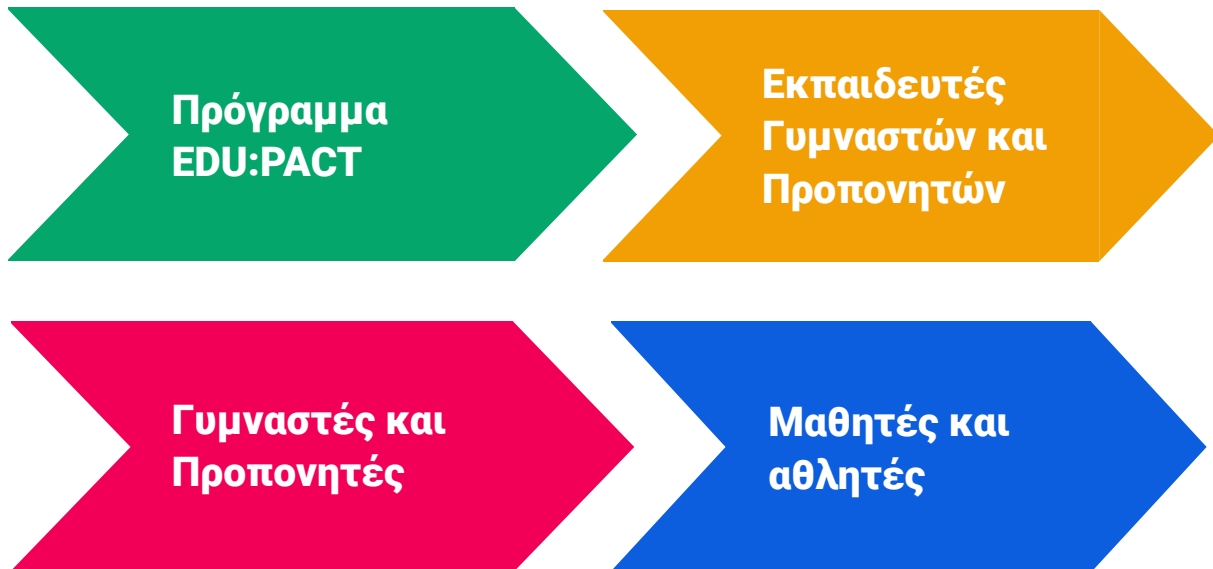 Πρόγραμμα
EDU:PACT
Εκπαιδευτές
Γυμναστών και
Προπονητών
Γυμναστές και
Προπονητές
Μαθητές και
αθλητές